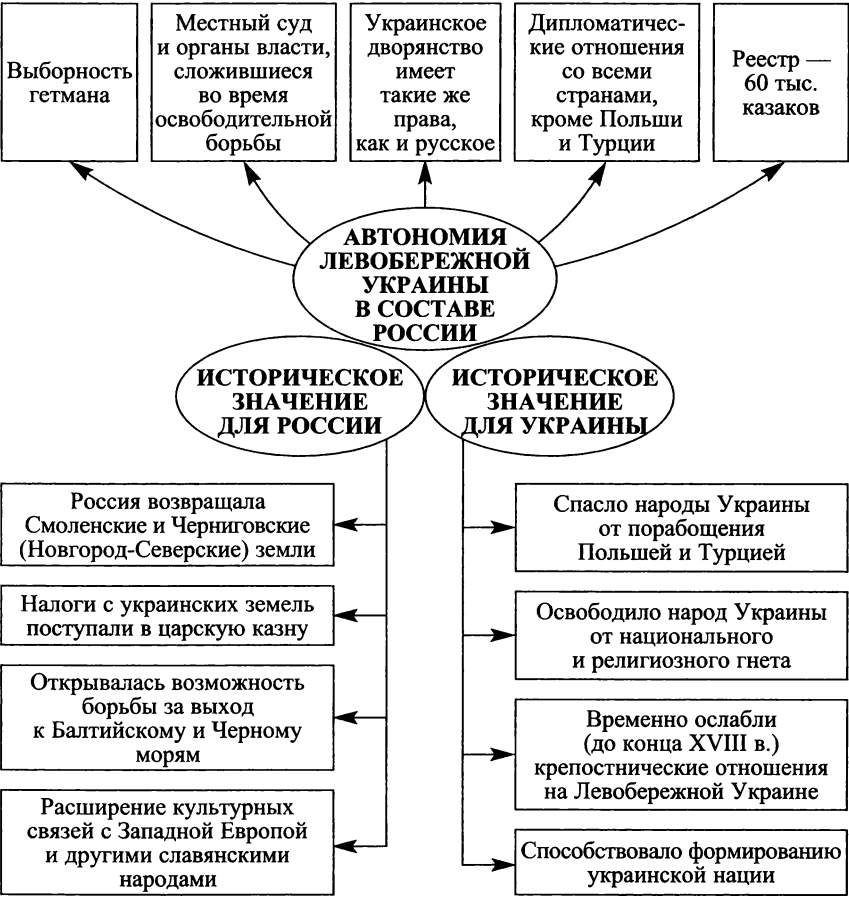 Выборность
гетмана
Местный суд
и органы власти,
сложившиеся
во время
освободительной
борьбы
Украинское
дворянство
имеет
такие же
права,
как и русское
Дипломатичес-
кие отношения
со всеми
странами,
кроме Польши
и Турции
Реестр —
60 тыс.
казаков
АВТОНОМИЯ
ЛЕВОБЕРЕЖНОЙ
УКРАИНЫ
В СОСТАВЕ
РОССИИ
ИСТОРИЧЕСКОЕ
ЗНАЧЕНИЕ
ДЛЯ РОССИИ
Россия возвращала
Смоленские и Черниговские
(Новгород-Северские) земли
Налоги с украинских земель
поступали в царскую казну
Открывалась возможность
борьбы за выход
к Балтийскому и Черному
морям
Расширение культурных
связей с Западной Европой
и другими славянскими
народами
ИСТОРИЧЕСКОЕ
ЗНАЧЕНИЕ
ДЛЯ УКРАИНЫ
Спасло народы Украины
от порабощения
Польшей и Турцией
Освободило народ Украины
от национального
и религиозного гнета
Временно ослабли
(до конца XVIII в.)
крепостнические отношения
на Левобережной Украине
Способствовало формированию
украинской нации